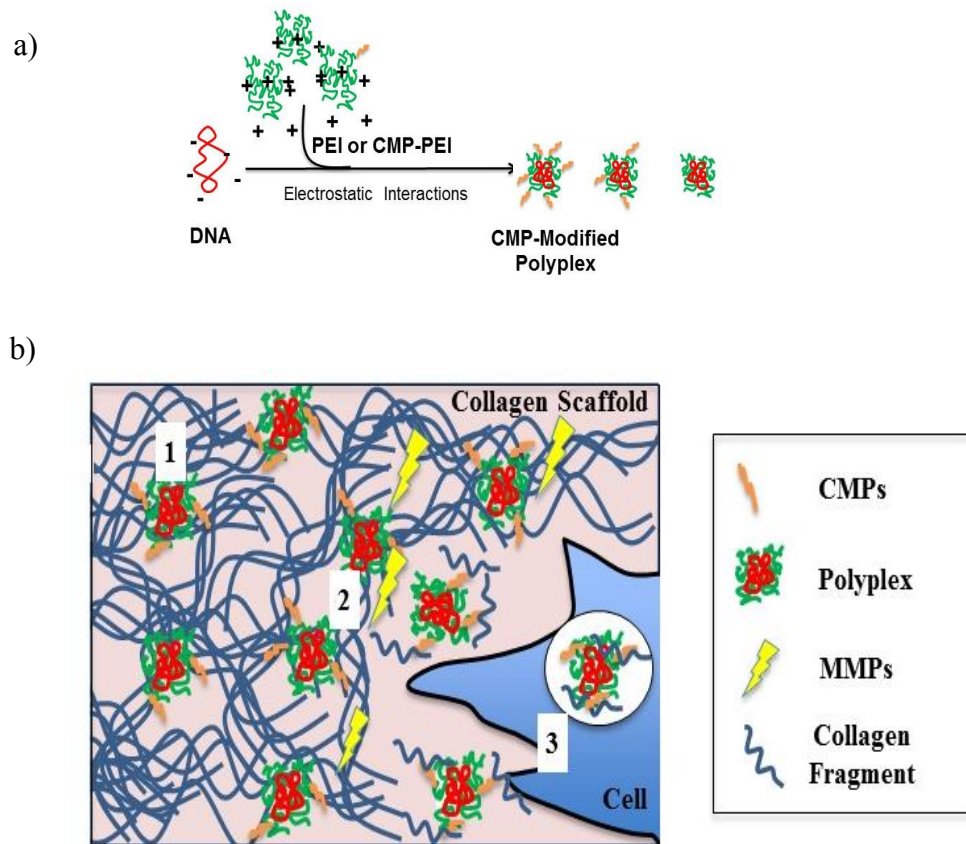 a)
PEI or CMP-PEI
Electrostatic Interactions
DNA
CMP-Modified
Polyplex
b)
Collagen Scaffold
1
2
3
Cell
CMPs
Polyplex
MMPs
Collagen
Fragment